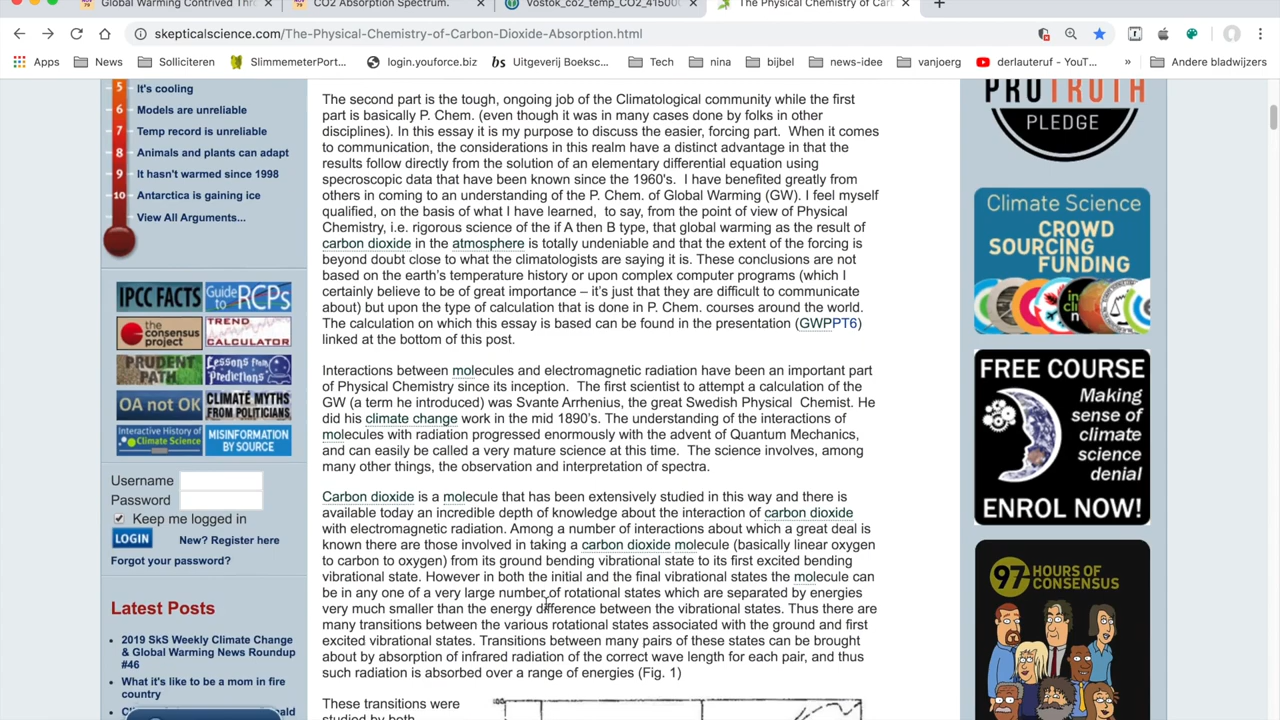 Global Warming Contrived Thr
CO2 Absorption Spectrum.
Vostok_co2_temp_CO2_41500
The Physical Chemistry of Car
skepticalscience.com/The-Physical-Chemistry-of-Carbon-Dioxide-Absorption.html
Apps
News
Solliciteren
SlimmemeterPort...
login.youforce.biz
bs Uitgeverij Boeksc...
Tech
nina
bijbel
news-idee
vanjoerg
derlauteruf - YouT...
»
Andere bladwijzers
5 It's cooling
6 Models are unreliable
7 Temp record is unreliable
8 Animals and plants can adapt
9 It hasn't warmed since 1998
10 Antarctica is gaining ice
View All Arguments...
IPCC FACTS
Guide to RCPs
the consensus project
TREND CALCULATOR
PRUDENT PATH
Lessons from Predictions
OA not OK
CLIMATE MYTHS FROM POLITICIANS
Interactive History of Climate Science
MISINFORMATION BY SOURCE
Username
Password
Keep me logged in
LOGIN
New? Register here
Forgot your password?
Latest Posts
2019 SkS Weekly Climate Change
& Global Warming News Roundup
#46
What it's like to be a mom in fire
country
The second part is the tough, ongoing job of the Climatological community while the first
part is basically P. Chem. (even though it was in many cases done by folks in other
disciplines). In this essay it is my purpose to discuss the easier, forcing part. When it comes
to communication, the considerations in this realm have a distinct advantage in that the
results follow directly from the solution of an elementary differential equation using
specroscopic data that have been known since the 1960's. I have benefited greatly from
others in coming to an understanding of the P. Chem. of Global Warming (GW). I feel myself
qualified, on the basis of what I have learned, to say, from the point of view of Physical
Chemistry, i.e. rigorous science of the if A then B type, that global warming as the result of
carbon dioxide in the atmosphere is totally undeniable and that the extent of the forcing is
beyond doubt close to what the climatologists are saying it is. These conclusions are not
based on the earth's temperature history or upon complex computer programs (which I
certainly believe to be of great importance – it's just that they are difficult to communicate
about) but upon the type of calculation that is done in P. Chem. courses around the world.
The calculation on which this essay is based can be found in the presentation (GWPPT6)
linked at the bottom of this post.
Interactions between molecules and electromagnetic radiation have been an important part
of Physical Chemistry since its inception. The first scientist to attempt a calculation of the
GW (a term he introduced) was Svante Arrhenius, the great Swedish Physical Chemist. He
did his climate change work in the mid 1890's. The understanding of the interactions of
molecules with radiation progressed enormously with the advent of Quantum Mechanics,
and can easily be called a very mature science at this time. The science involves, among
many other things, the observation and interpretation of spectra.
Carbon dioxide is a molecule that has been extensively studied in this way and there is
available today an incredible depth of knowledge about the interaction of carbon dioxide
with electromagnetic radiation. Among a number of interactions about which a great deal is
known there are those involved in taking a carbon dioxide molecule (basically linear oxygen
to carbon to oxygen) from its ground bending vibrational state to its first excited bending
vibrational state. However in both the initial and the final vibrational states the molecule can
be in any one of a very large number of rotational states which are separated by energies
very much smaller than the energy difference between the vibrational states. Thus there are
many transitions between the various rotational states associated with the ground and first
excited vibrational states. Transitions between many pairs of these states can be brought
about by absorption of infrared radiation of the correct wave length for each pair, and thus
such radiation is absorbed over a range of energies (Fig. 1)
These transitions were
studied by both
PRO TRUTH
PLEDGE
Climate Science
CROWD
SOURCING
FUNDING
FREE COURSE
Making
sense of
climate
science
denial
ENROLL NOW!
97 HOURS OF
CONSENSUS